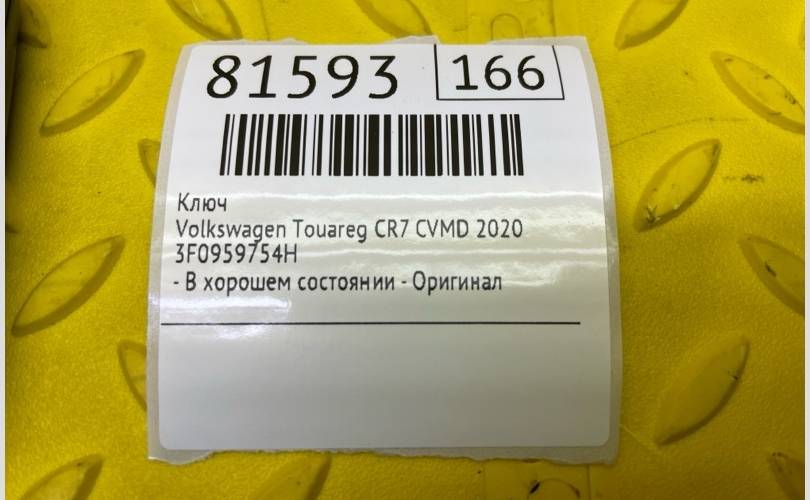 81593 166
Ключ
Volkswagen Touareg CR7 CVMD 2020
3F0959754H
- В хорошем состоянии - Оригинал